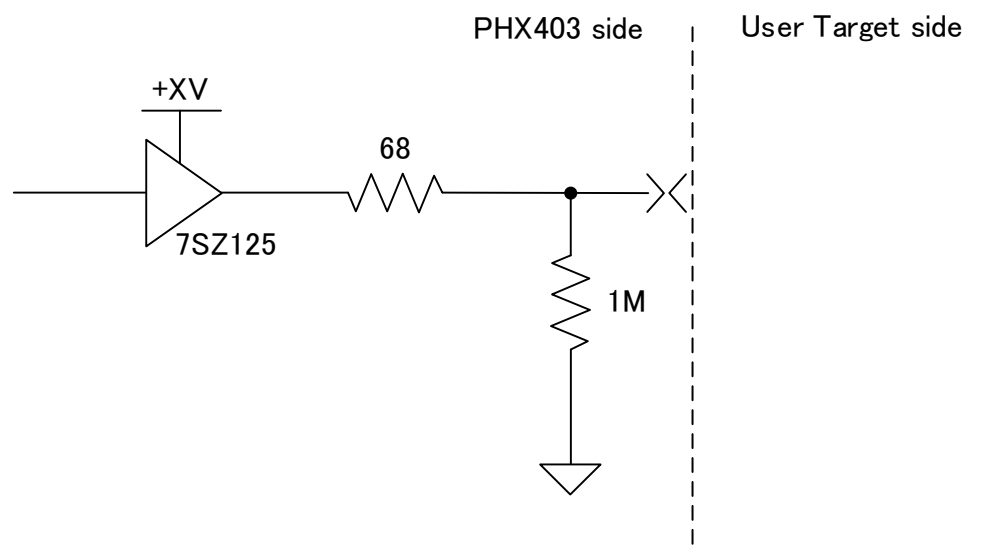 PHX403 side
User Target side
+XV
68
7SZ125
1M